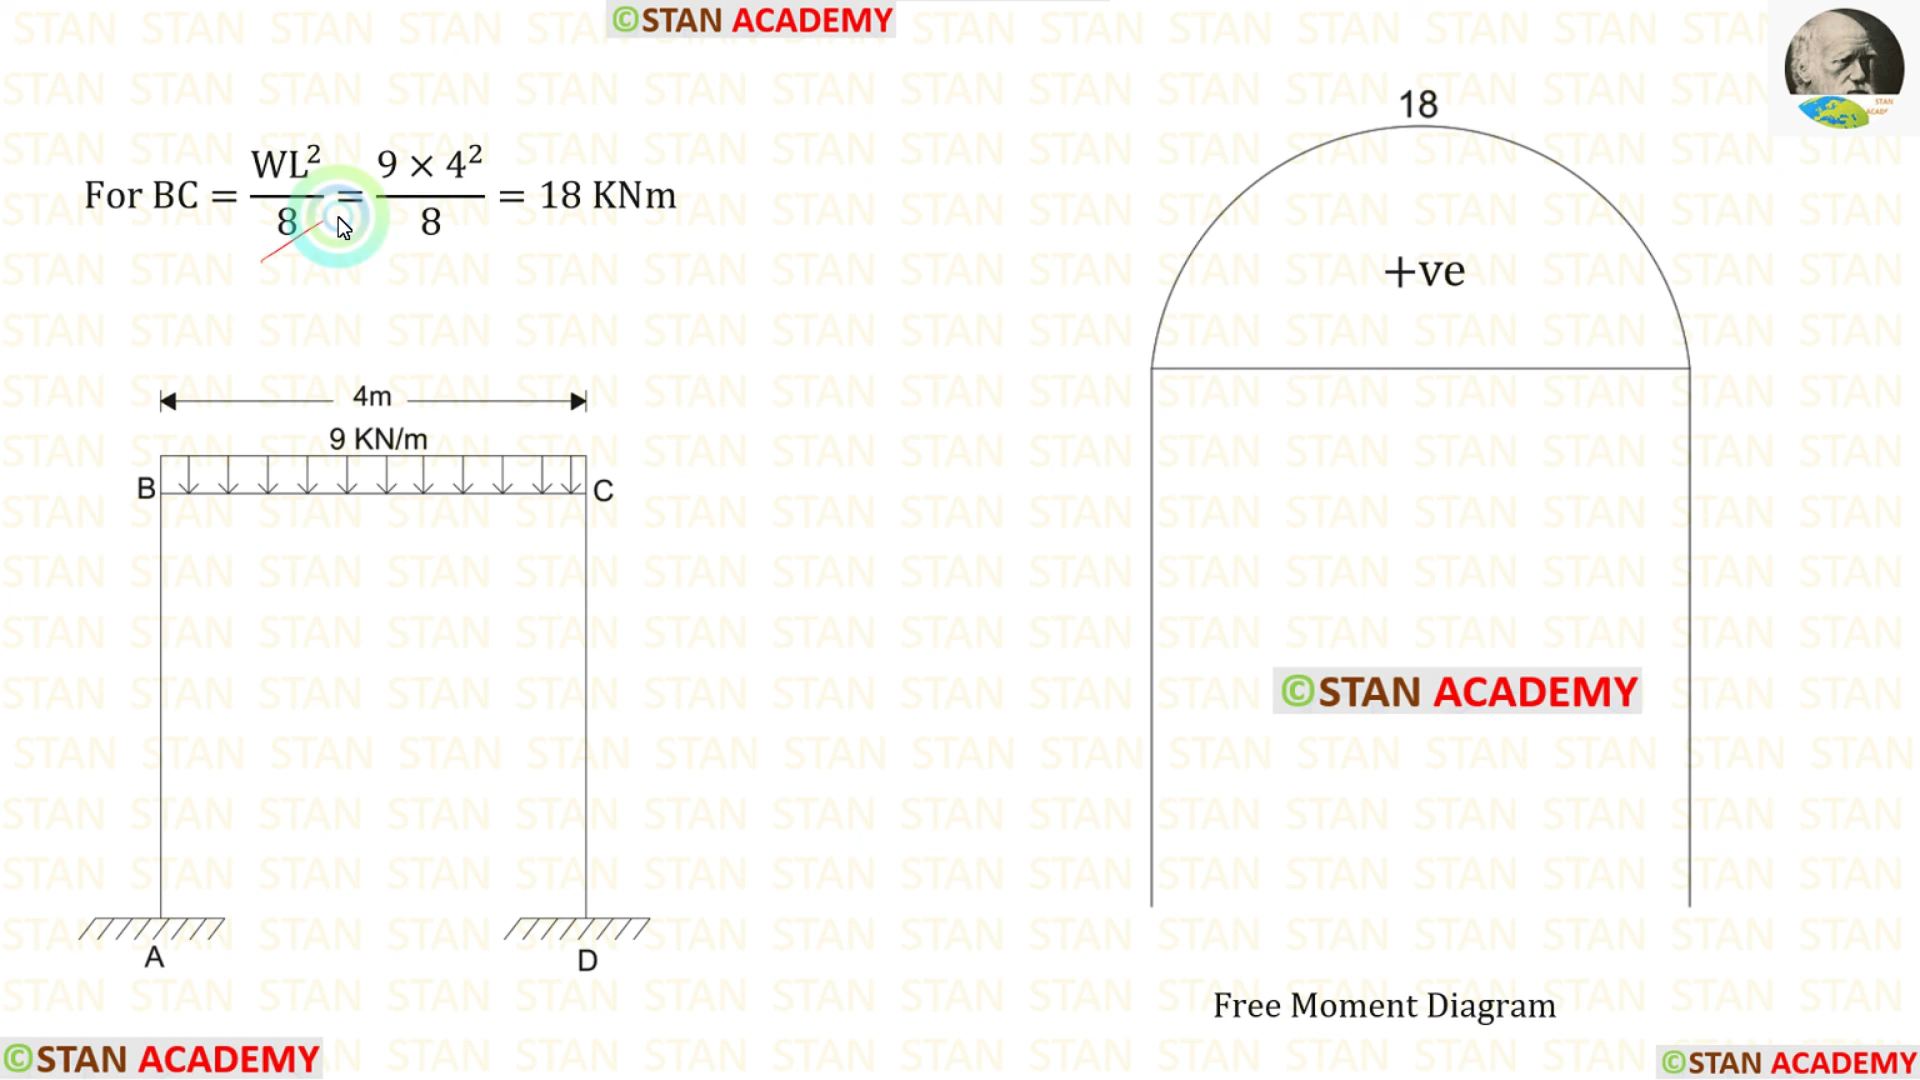 ©STAN ACADEMY
For BC = WL²/8 = 9 × 4²/8 = 18 KNm
18
+ve
4m
9 KN/m
B
C
A
D
©STAN ACADEMY
Free Moment Diagram
©STAN ACADEMY
©STAN ACADEMY
STAN